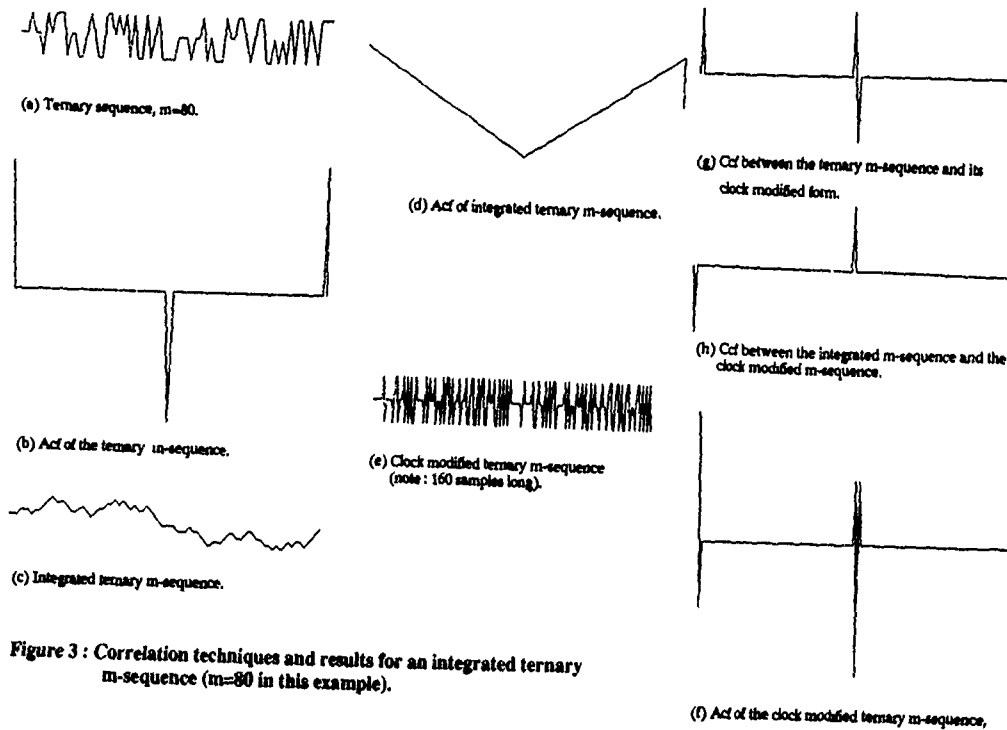 (a) Ternary sequence, m=80.
(b) Acf of the ternary m-sequence.
(c) Integrated ternary m-sequence.
(d) Acf of integrated ternary m-sequence.
(e) Clock modified ternary m-sequence
(note : 160 samples long).
(g) Ccf between the ternary m-sequence and its
clock modified form.
(h) Ccf between the integrated m-sequence and the
clock modified m-sequence.
(f) Acf of the clock modified ternary m-sequence,
Figure 3 : Correlation techniques and results for an integrated ternary
m-sequence (m=80 in this example).